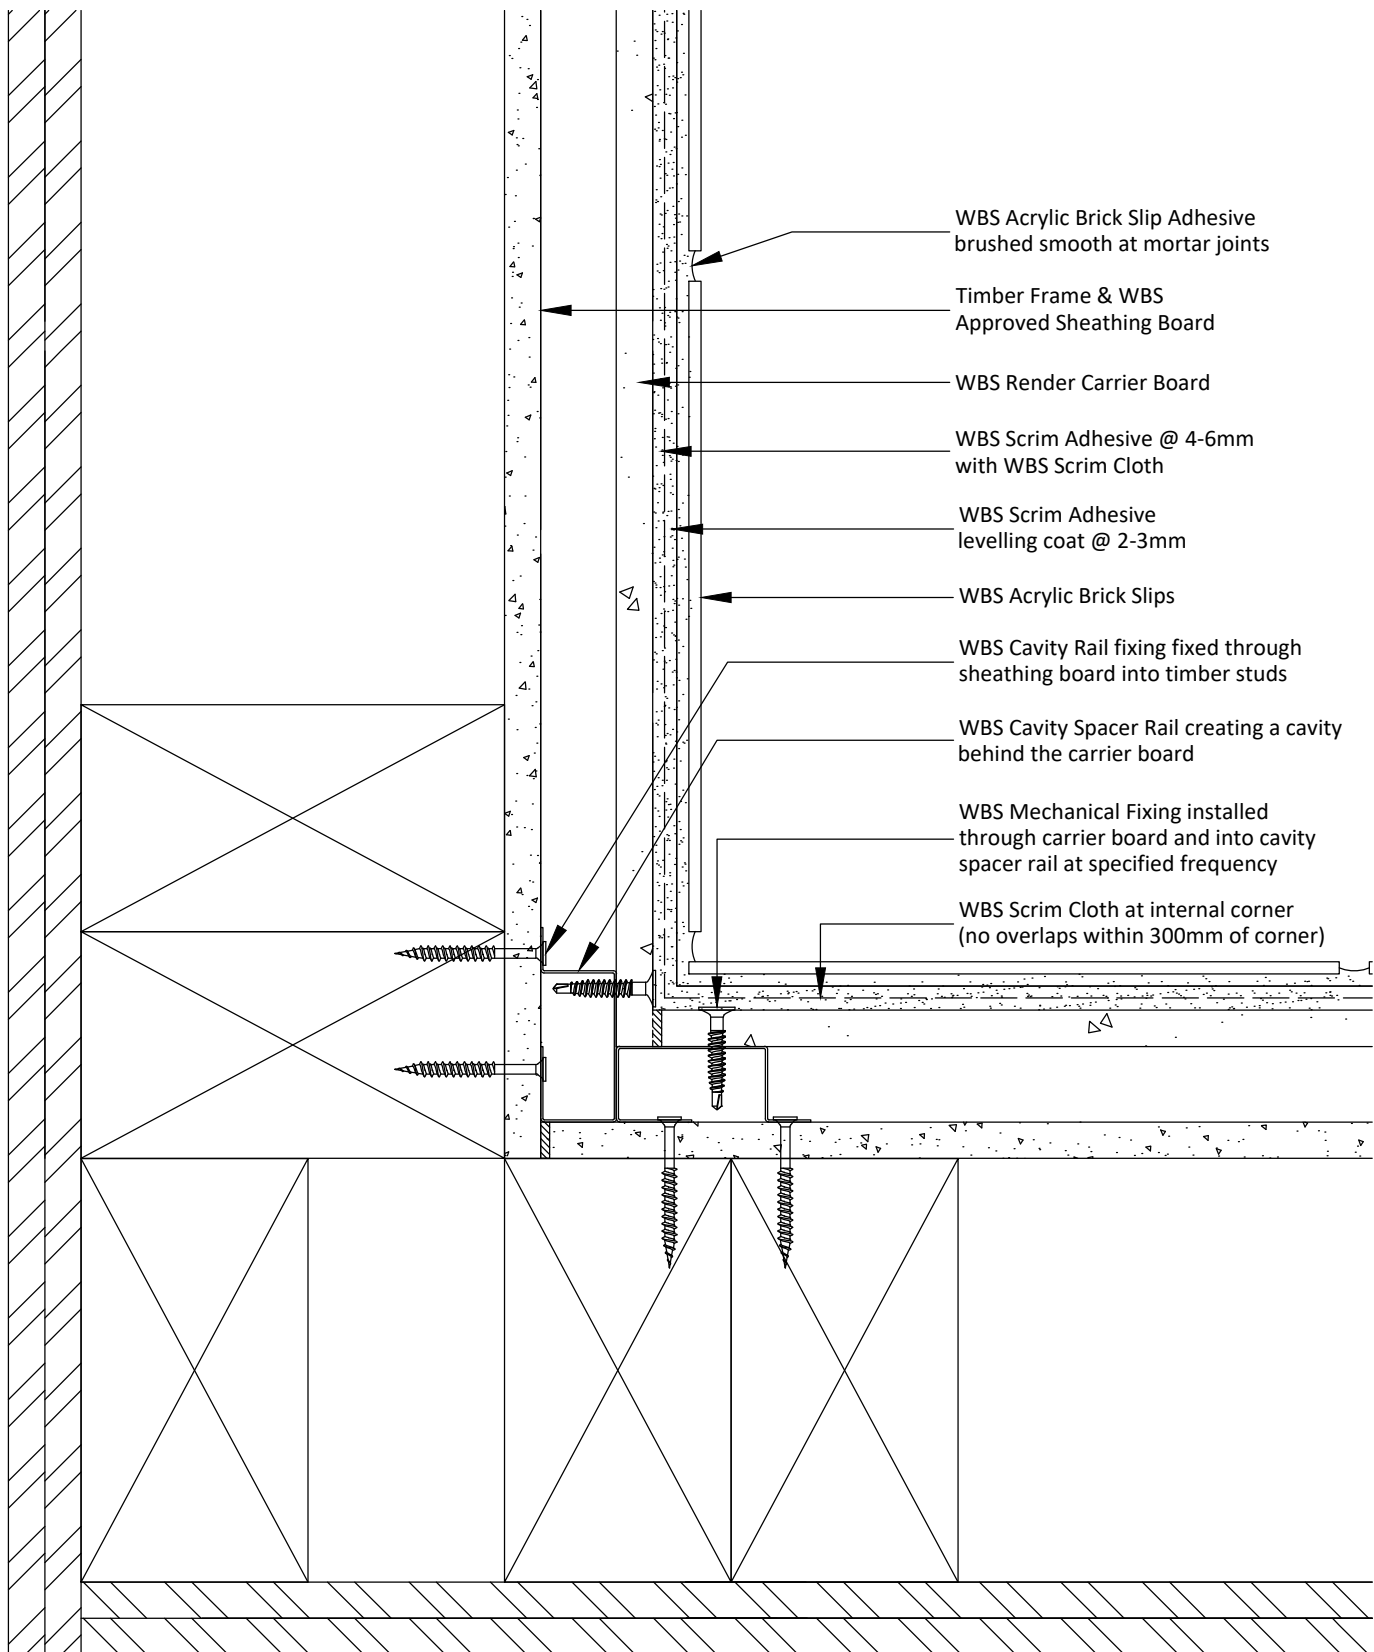 WBS Acrylic Brick Slip Adhesive
brushed smooth at mortar joints
Timber Frame & WBS
Approved Sheathing Board
WBS Render Carrier Board
WBS Scrim Adhesive @ 4-6mm
with WBS Scrim Cloth
WBS Scrim Adhesive
levelling coat @ 2-3mm
WBS Acrylic Brick Slips
WBS Cavity Rail fixing fixed through
sheathing board into timber studs
WBS Cavity Spacer Rail creating a cavity
behind the carrier board
WBS Mechanical Fixing installed
through carrier board and into cavity
spacer rail at specified frequency
WBS Scrim Cloth at internal corner
(no overlaps within 300mm of corner)